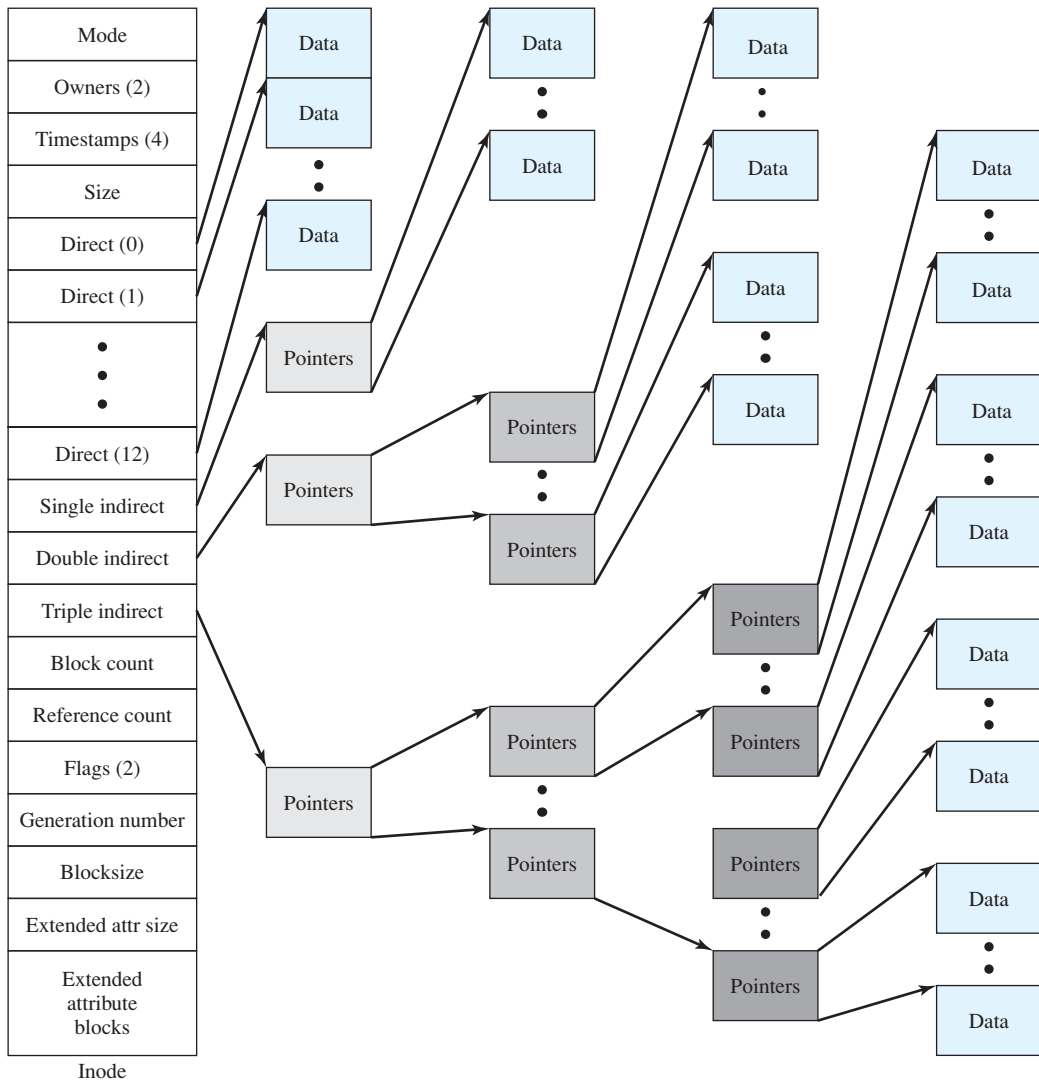 Mode
Owners (2)
Timestamps (4)
Size
Direct (0)
Direct (1)
Direct (12)
Single indirect
Double indirect
Triple indirect
Block count
Reference count
Flags (2)
Generation number
Blocksize
Extended attr size
Extended
attribute
blocks
Inode
Data
Data
Data
Pointers
Pointers
Pointers
Data
Data
Pointers
Pointers
Pointers
Pointers
Data
Data
Data
Data
Pointers
Pointers
Pointers
Pointers
Data
Data
Data
Data
Data
Data
Data
Data